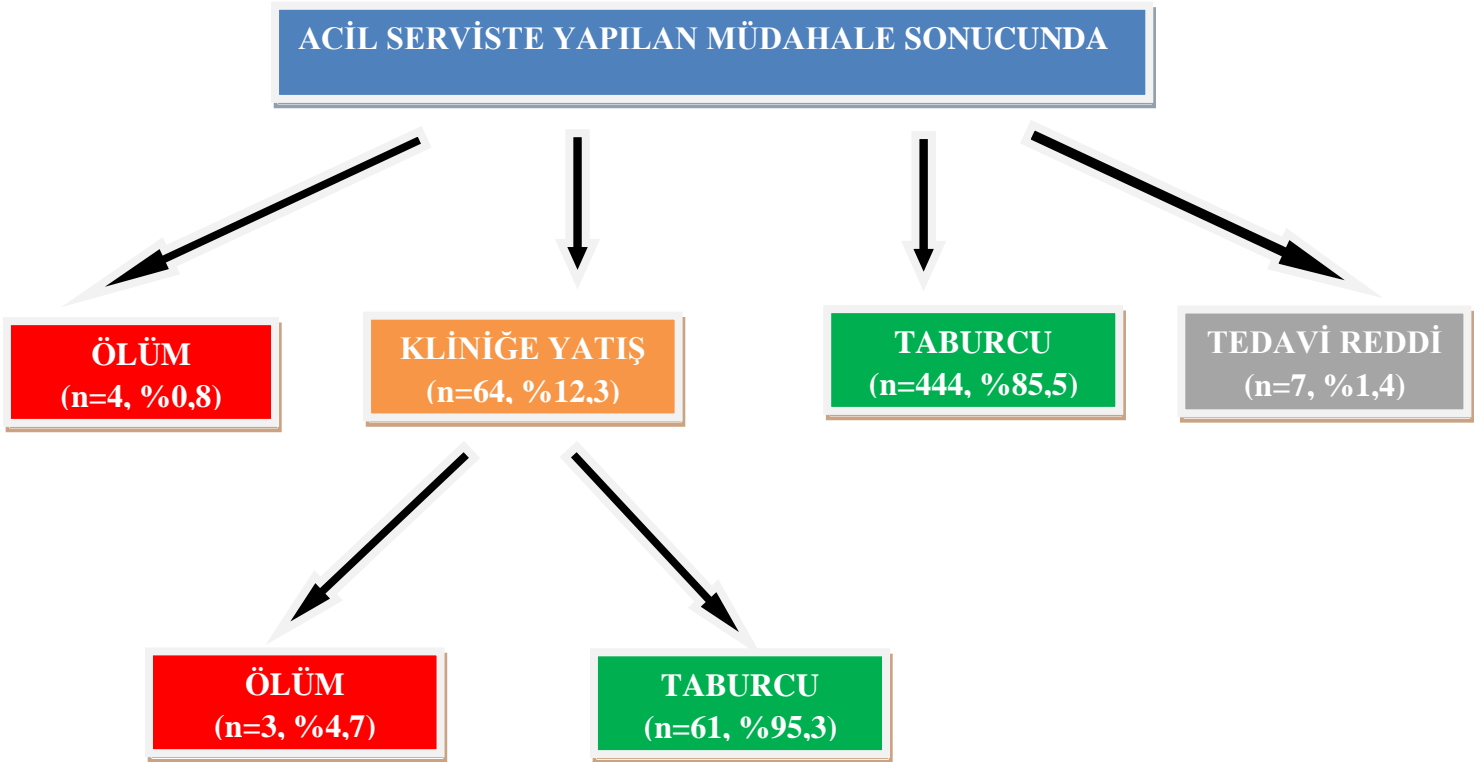 ACİL SERVİSTE YAPILAN MÜDAHALE SONUCUNDA
ÖLÜM
(n=4, %0,8)
KLİNİĞE YATIŞ
(n=64, %12,3)
TABURCU
(n=444, %85,5)
TEDAVİ REDDİ
(n=7, %1,4)
ÖLÜM
(n=3, %4,7)
TABURCU
(n=61, %95,3)